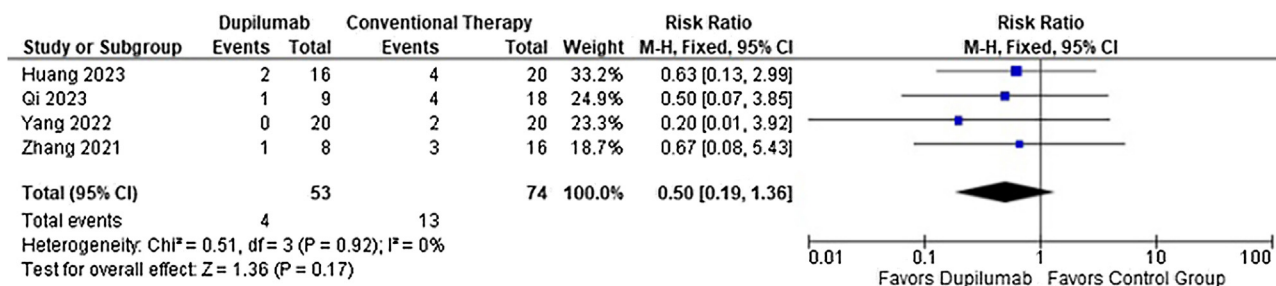 Dupilumab Conventional Therapy Risk Ratio Risk Ratio
Study or Subgroup Events Total Events Total Weight M-H, Fixed, 95% CI M-H, Fixed, 95% CI
Huang 2023 2 16 4 20 33.2% 0.63 [0.13, 2.99]
Qi 2023 1 9 4 18 24.9% 0.50 [0.07, 3.85]
Yang 2022 0 20 2 20 23.3% 0.20 [0.01, 3.92]
Zhang 2021 1 8 3 16 18.7% 0.67 [0.08, 5.43]
Total (95% CI) 53 74 100.0% 0.50 [0.19, 1.36]
Total events 4 13
Heterogeneity: Chi² = 0.51, df = 3 (P = 0.92); I² = 0%
Test for overall effect: Z = 1.36 (P = 0.17)
0.01 0.1 1 10 100
Favors Dupilumab Favors Control Group